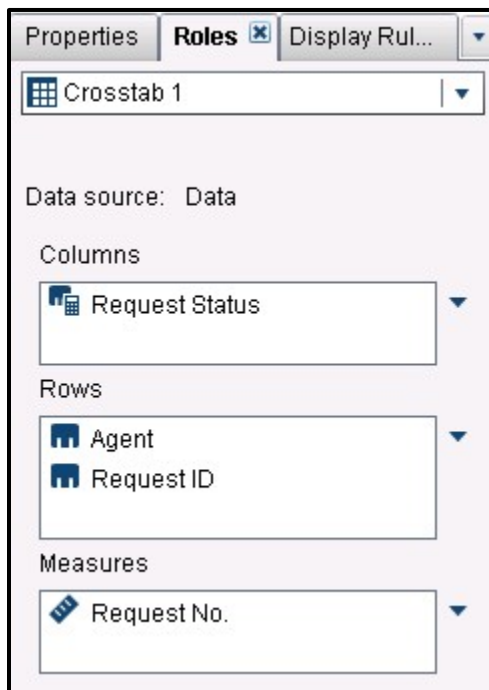 Properties Roles Display Rul...
Crosstab 1
Data source: Data
Columns
Request Status
Rows
Agent
Request ID
Measures
Request No.